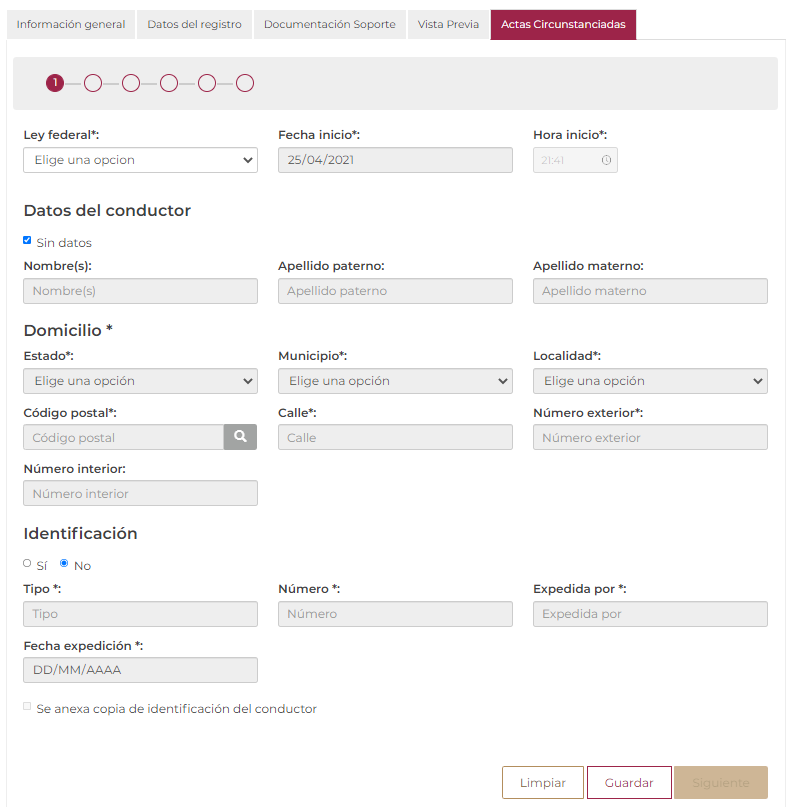 Información general Datos del registro Documentación Soporte Vista Previa Actas Circunstanciadas
1
Ley federal*: Fecha inicio*: Hora inicio*:
Elige una opcion 25/04/2021 21:41
Datos del conductor
Sin datos
Nombre(s): Apellido paterno: Apellido materno:
Nombre(s) Apellido paterno Apellido materno
Domicilio *
Estado*: Municipio*: Localidad*:
Elige una opción Elige una opción Elige una opción
Código postal*: Calle*: Número exterior*:
Código postal Calle Número exterior
Número interior:
Número interior
Identificación
Sí No
Tipo *: Número *: Expedida por *:
Tipo Número Expedida por
Fecha expedición *:
DD/MM/AAAA
Se anexa copia de identificación del conductor
Limpiar Guardar Siguiente